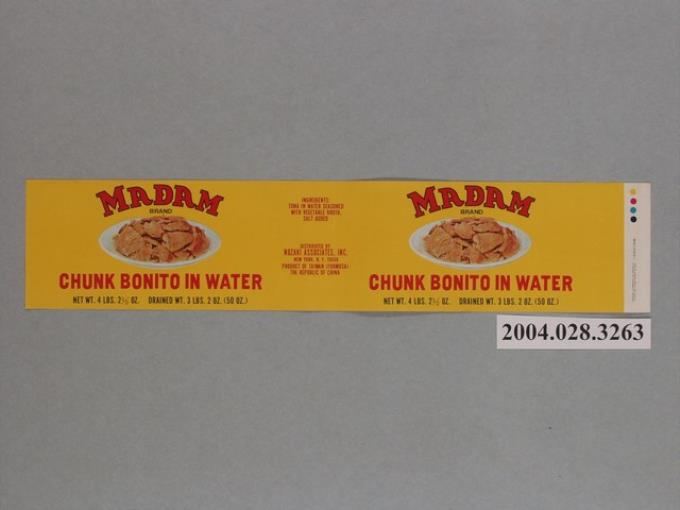 MADAM
BRAND
CHUNK BONITO IN WATER
NET WT. 4 LBS. 2½ OZ. DRAINED WT. 3 LBS. 2 OZ. (50 OZ.)
INGREDIENTS:
TUNA IN WATER SEASONED
WITH VEGETABLE BROTH,
SALT ADDED
DISTRIBUTED BY
NOZAKI ASSOCIATES, INC.
NEW YORK, N. Y.
PRODUCT OF TAIWAN (FORMOSA)
THE REPUBLIC OF CHINA
MADAM
BRAND
CHUNK BONITO IN WATER
NET WT. 4 LBS. 2½ OZ. DRAINED WT. 3 LBS. 2 OZ. (50 OZ.)
2004.028.3263